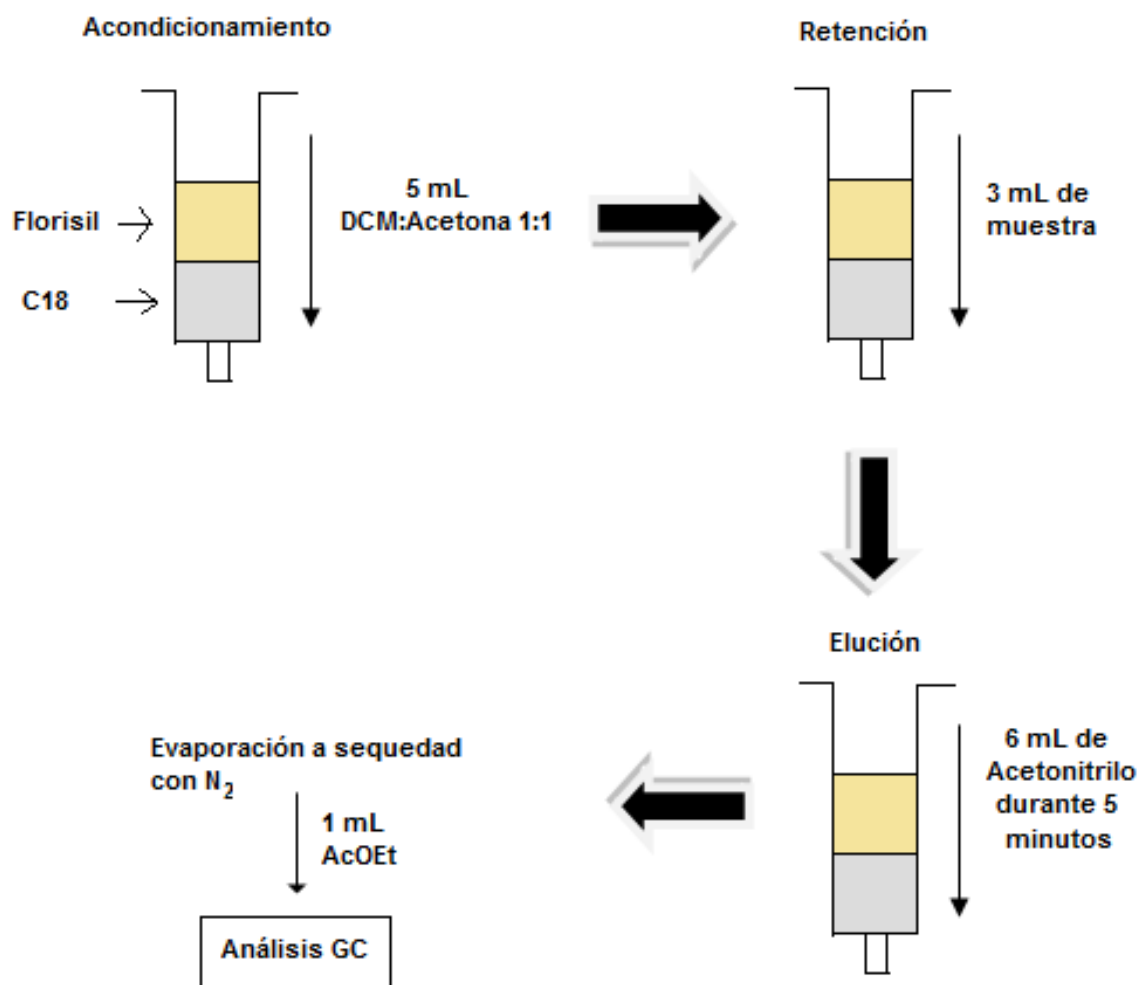 Acondicionamiento
Florisil
C18
5 mL
DCM:Acetona 1:1
Retención
3 mL de
muestra
Elución
6 mL de
Acetonitrilo
durante 5
minutos
Evaporación a sequedad
con N₂
1 mL
AcOEt
Análisis GC